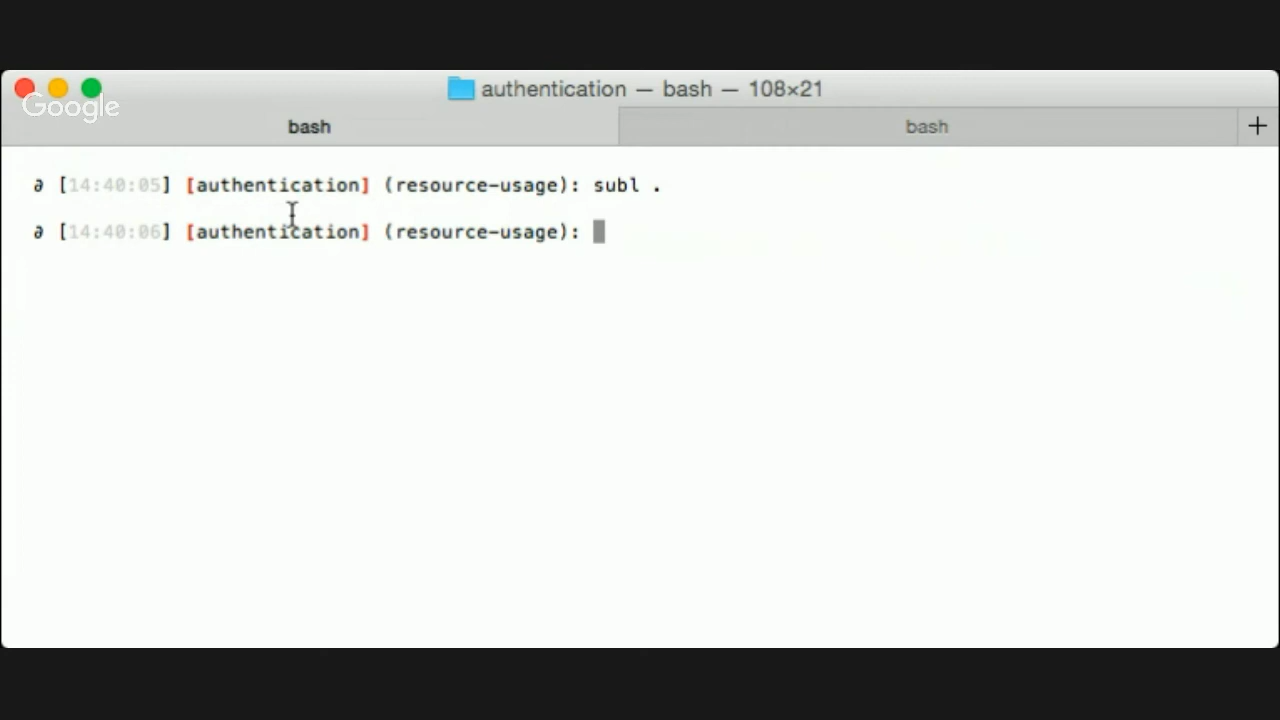 authentication — bash — 108×21
Google
bash
bash
+
∂ [14:40:05] [authentication] (resource-usage): subl .
∂ [14:40:06] [authentication] (resource-usage):